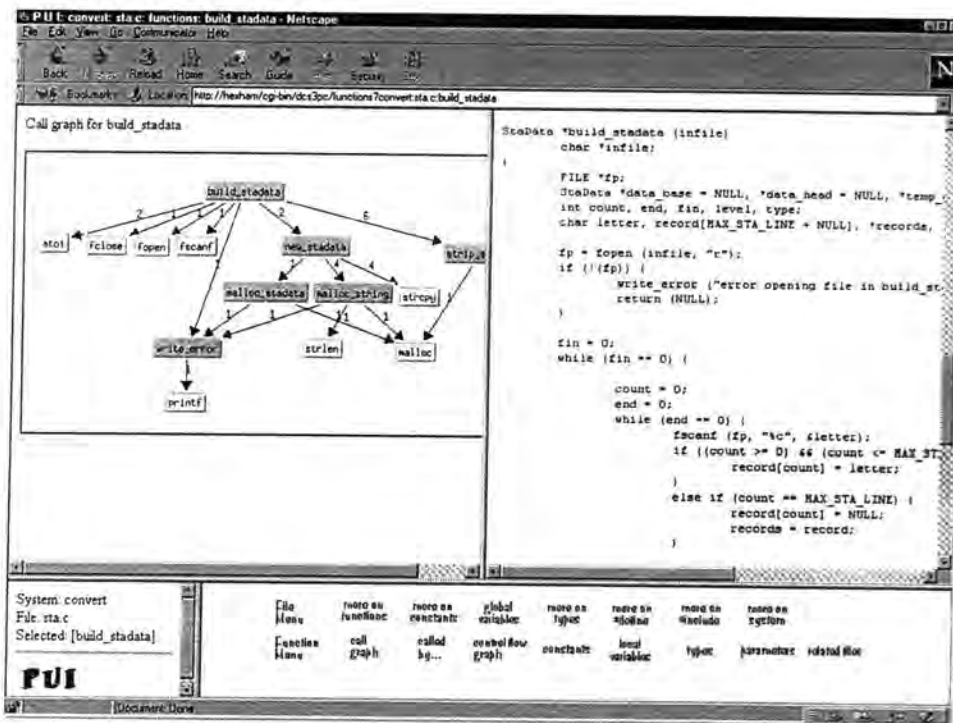 P U I: convert: sta.c: functions: build_stadata - Netscape
File Edit View Go Communicator Help
Back Reload Home Search Guide
Bookmarks Location: http://hexham/cgi-bin/dcs3pc/functions?convert:sta.c:build_stadata
Call graph for build_stadata
build_stadata
2 1 1 1 2 6
atoi fclose fopen fscanf new_stadata
4 4
malloc_stadata malloc_string strcpy 1
1 1 1 1 1
write_error strlen malloc
printf
StaData *build_stadata (infile)
char *infile;
{
FILE *fp;
StaData *data_base = NULL, *data_head = NULL, *temp_
int count, end, fin, level, type;
char letter, record[MAX_STA_LINE + NULL], *records,
fp = fopen (infile, "r");
if (!(fp)) {
write_error ("error opening file in build_st
return (NULL);
}
fin = 0;
while (fin == 0) {
count = 0;
end = 0;
while (end == 0) {
fscanf (fp, "%c", &letter);
if ((count >= 0) && (count <= MAX_ST
record[count] = letter;
}
else if (count == MAX_STA_LINE) {
record[count] = NULL;
records = record;
}
System: convert
File: sta.c
Selected: [build_stadata]
PUI
File more on more on global more on more on more on more on
Menu functions constants variables types #define #include system
Function call called control flow constants local types parameters related files
Menu graph by... graph variables
Document: Done